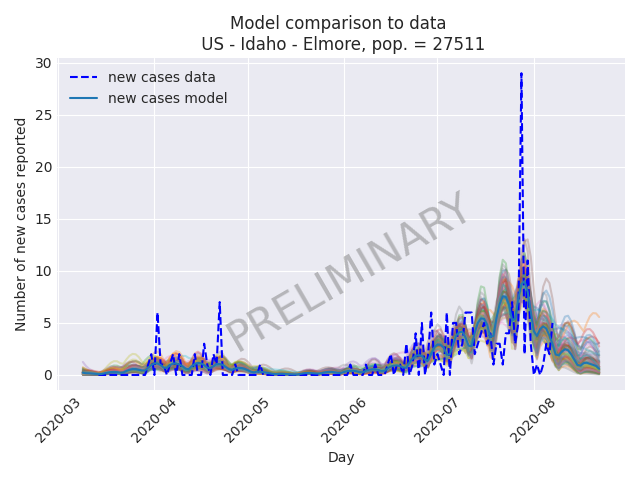 Model comparison to data
US - Idaho - Elmore, pop. = 27511
30
25
20
15
10
5
0
Number of new cases reported
new cases data
new cases model
PRELIMINARY
2020-03
2020-04
2020-05
2020-06
2020-07
2020-08
Day